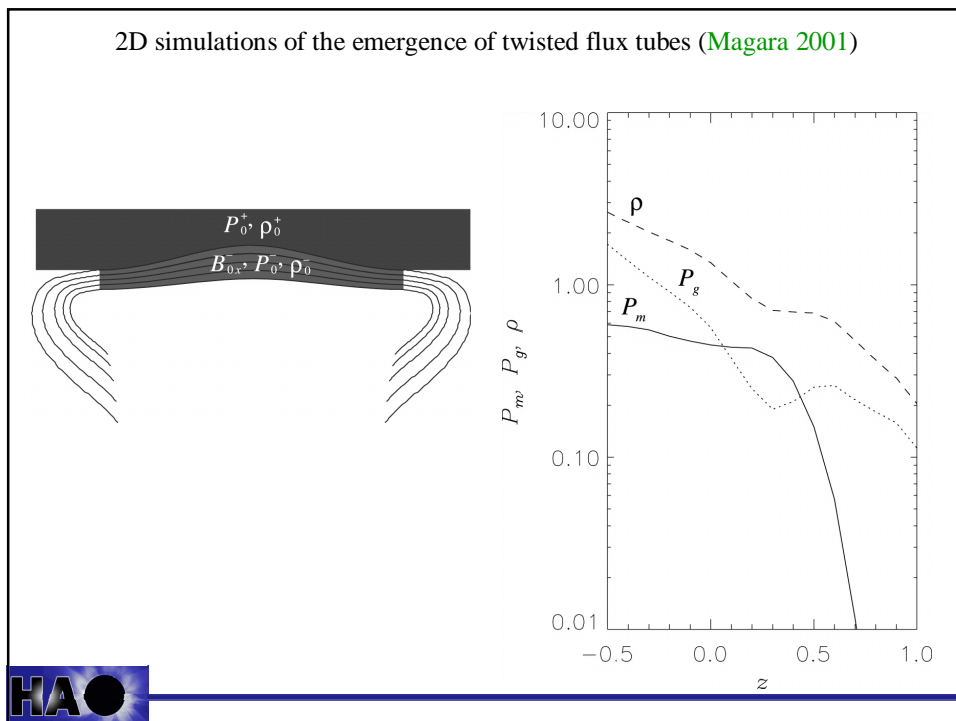 2D simulations of the emergence of twisted flux tubes (Magara 2001)
P₀⁺, ρ₀⁺
B₀ₓ⁻, P₀⁻, ρ₀⁻
10.00
1.00
0.10
0.01
P_m, P_g, ρ
ρ
P_g
P_m
−0.5
0.0
0.5
1.0
z
HAO